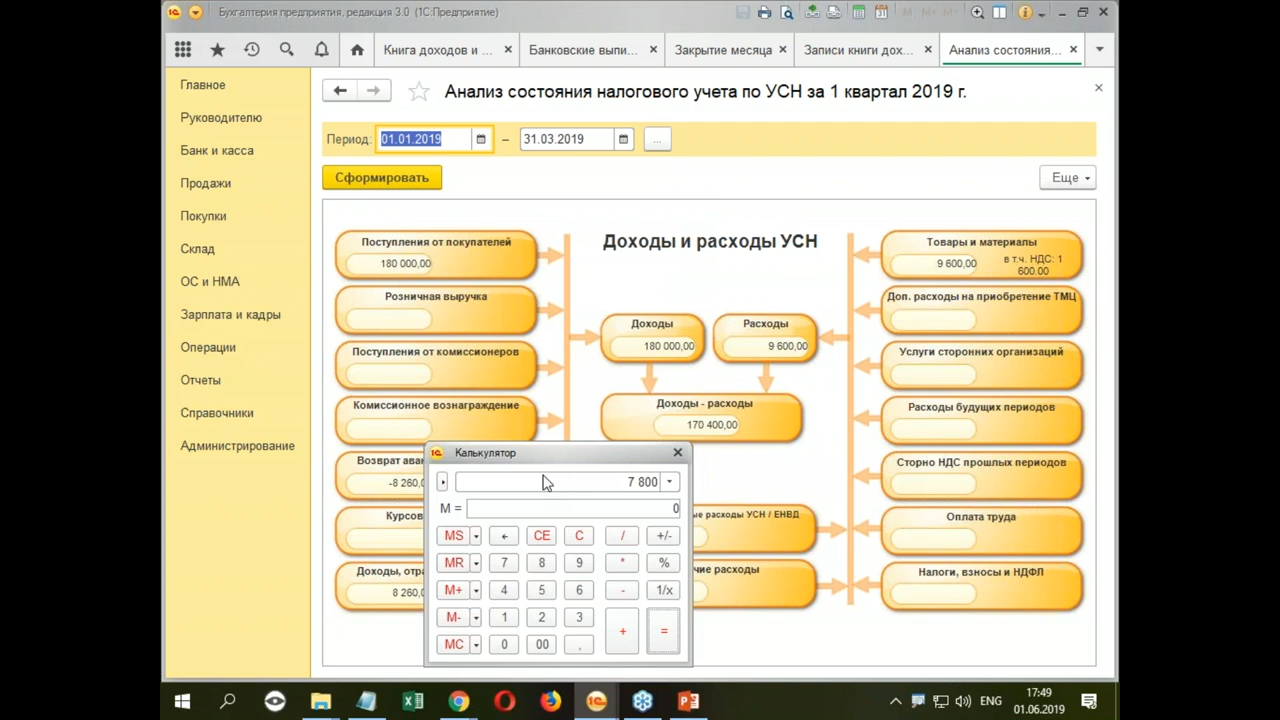 Бухгалтерия предприятия, редакция 3.0 (1С:Предприятие)
M M+ M-
Книга доходов и ...
Банковские выпи...
Закрытие месяца
Записи книги дох...
Анализ состояния...
Главное
Руководителю
Банк и касса
Продажи
Покупки
Склад
ОС и НМА
Зарплата и кадры
Операции
Отчеты
Справочники
Администрирование
Анализ состояния налогового учета по УСН за 1 квартал 2019 г.
Период: 01.01.2019 – 31.03.2019 ...
Сформировать
Еще
Доходы и расходы УСН
Поступления от покупателей
180 000,00
Розничная выручка
Поступления от комиссионеров
Комиссионное вознаграждение
Возврат аван
-8 260,0
Курсов
Доходы, отра
8 260,0
Доходы
180 000,00
Расходы
9 600,00
Доходы - расходы
170 400,00
ые расходы УСН / ЕНВД
чие расходы
Товары и материалы
9 600,00
в т.ч. НДС: 1
600.00
Доп. расходы на приобретение ТМЦ
Услуги сторонних организаций
Расходы будущих периодов
Сторно НДС прошлых периодов
Оплата труда
Налоги, взносы и НДФЛ
Калькулятор
7 800
M = 0
MS ← CE C / +/-
MR 7 8 9 * %
M+ 4 5 6 - 1/x
M- 1 2 3 + =
MC 0 00 ,
ENG
17:49
01.06.2019